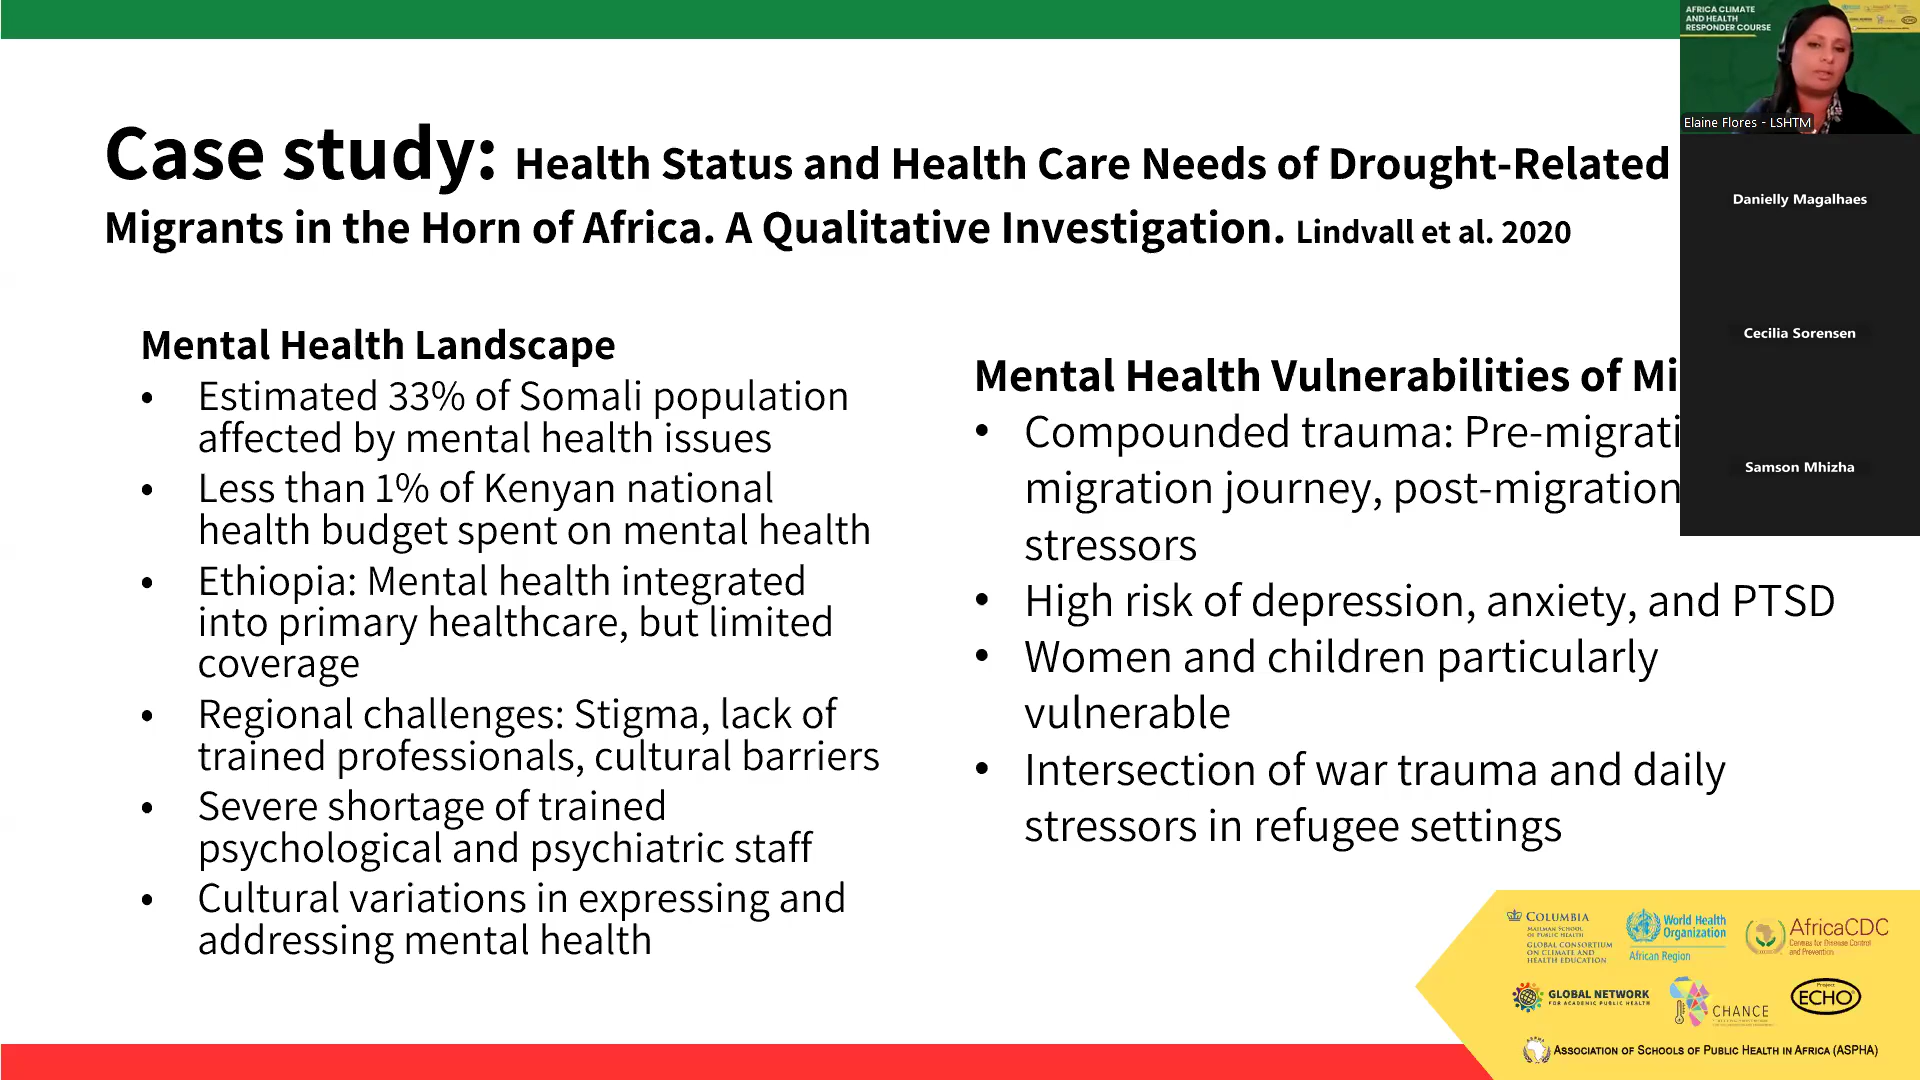 Case study: Health Status and Health Care Needs of Drought-Related
Migrants in the Horn of Africa. A Qualitative Investigation. Lindvall et al. 2020
Mental Health Landscape
• Estimated 33% of Somali population
affected by mental health issues
• Less than 1% of Kenyan national
health budget spent on mental health
• Ethiopia: Mental health integrated
into primary healthcare, but limited
coverage
• Regional challenges: Stigma, lack of
trained professionals, cultural barriers
• Severe shortage of trained
psychological and psychiatric staff
• Cultural variations in expressing and
addressing mental health
Mental Health Vulnerabilities of Mi
• Compounded trauma: Pre-migrati
migration journey, post-migration
stressors
• High risk of depression, anxiety, and PTSD
• Women and children particularly
vulnerable
• Intersection of war trauma and daily
stressors in refugee settings
AFRICA CLIMATE
AND HEALTH
RESPONDER COURSE
Elaine Flores - LSHTM
Danielly Magalhaes
Cecilia Sorensen
Samson Mhizha
COLUMBIA
MAILMAN SCHOOL
OF PUBLIC HEALTH
GLOBAL CONSORTIUM
ON CLIMATE AND
HEALTH EDUCATION
World Health
Organization
African Region
AfricaCDC
Centres for Disease Control
and Prevention
GLOBAL NETWORK
FOR ACADEMIC PUBLIC HEALTH
CHANCE
Project
ECHO
ASPHA
ASSOCIATION OF SCHOOLS OF PUBLIC HEALTH IN AFRICA (ASPHA)